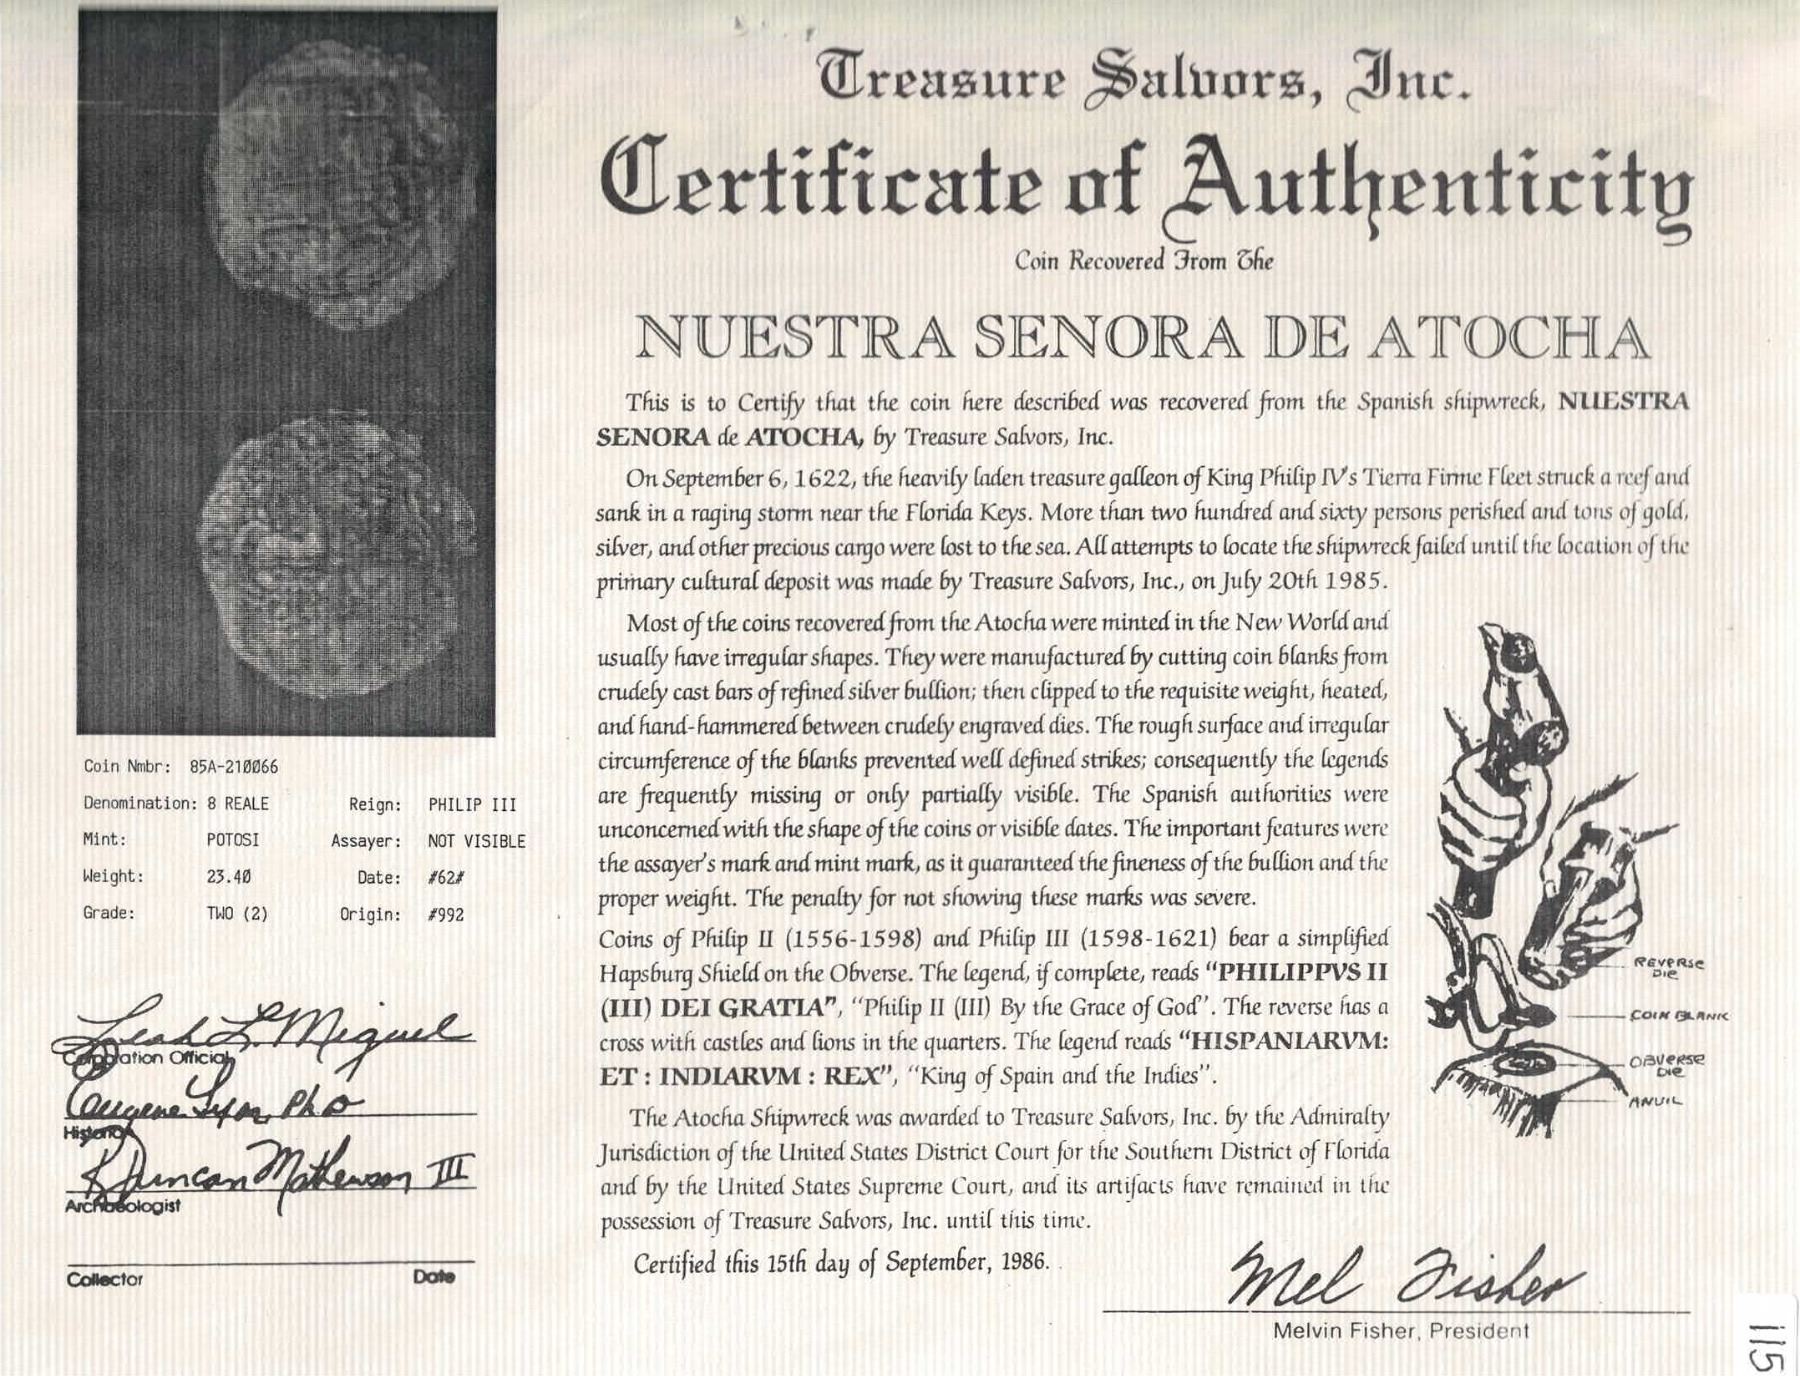 Treasure Salvors, Inc.
Certificate of Authenticity
Coin Recovered From The
NUESTRA SENORA DE ATOCHA
This is to Certify that the coin here described was recovered from the Spanish shipwreck, NUESTRA
SENORA de ATOCHA, by Treasure Salvors, Inc.
On September 6, 1622, the heavily laden treasure galleon of King Philip IV's Tierra Firme Fleet struck a reef and
sank in a raging storm near the Florida Keys. More than two hundred and sixty persons perished and tons of gold,
silver, and other precious cargo were lost to the sea. All attempts to locate the shipwreck failed until the location of the
primary cultural deposit was made by Treasure Salvors, Inc., on July 20th 1985.
Most of the coins recovered from the Atocha were minted in the New World and
usually have irregular shapes. They were manufactured by cutting coin blanks from
crudely cast bars of refined silver bullion; then clipped to the requisite weight, heated,
and hand-hammered between crudely engraved dies. The rough surface and irregular
circumference of the blanks prevented well defined strikes; consequently the legends
are frequently missing or only partially visible. The Spanish authorities were
unconcerned with the shape of the coins or visible dates. The important features were
the assayer's mark and mint mark, as it guaranteed the fineness of the bullion and the
proper weight. The penalty for not showing these marks was severe.
Coins of Philip II (1556-1598) and Philip III (1598-1621) bear a simplified
Hapsburg Shield on the Obverse. The legend, if complete, reads "PHILIPPVS II
(III) DEI GRATIA", "Philip II (III) By the Grace of God". The reverse has a
cross with castles and lions in the quarters. The legend reads "HISPANIARVM:
ET : INDIARVM : REX", "King of Spain and the Indies".
The Atocha Shipwreck was awarded to Treasure Salvors, Inc. by the Admiralty
Jurisdiction of the United States District Court for the Southern District of Florida
and by the United States Supreme Court, and its artifacts have remained in the
possession of Treasure Salvors, Inc. until this time.
Certified this 15th day of September, 1986.
REVERSE
DIE
COIN BLANK
OBVERSE
DIE
ANVIL
Mel Fisher
Melvin Fisher, President
Coin Nmbr: 85A-210066
Denomination: 8 REALE Reign: PHILIP III
Mint: POTOSI Assayer: NOT VISIBLE
Weight: 23.40 Date: #62#
Grade: TWO (2) Origin: #992
Leah L. Miguel
Corporation Official
Eugene Lyon, PhD
Historian
R Duncan Mathewson III
Archaeologist
Collector Date
115